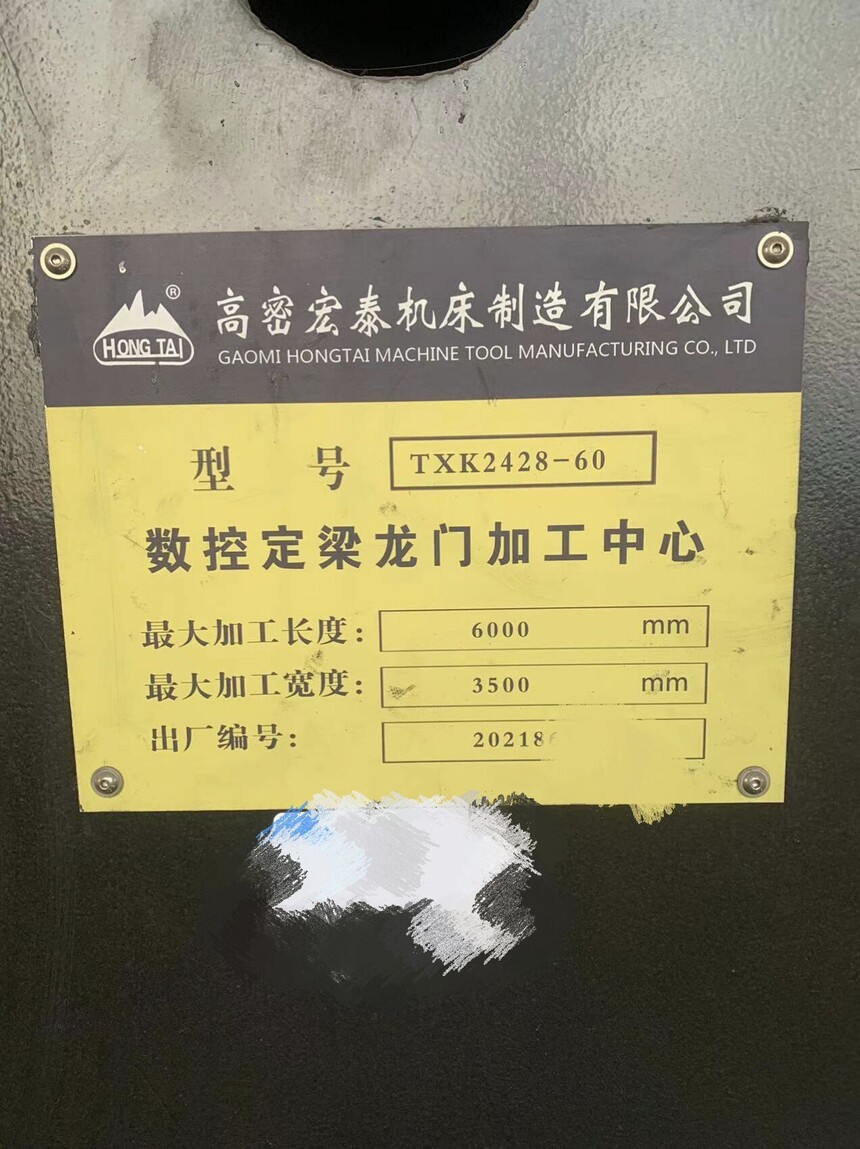 HONG TAI ®
高密宏泰机床制造有限公司
GAOMI HONGTAI MACHINE TOOL MANUFACTURING CO., LTD
型 号 TXK2428-60
数控定梁龙门加工中心
最大加工长度: 6000 mm
最大加工宽度: 3500 mm
出厂编号: 20218